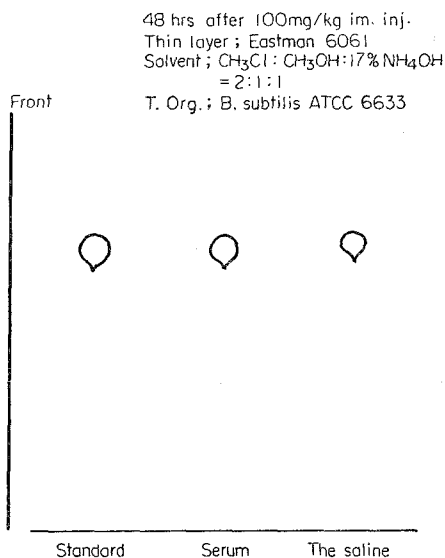 48 hrs after 100mg/kg im. inj.
Thin layer ; Eastman 6061
Solvent ; CH₃Cl : CH₃OH:17% NH₄OH
= 2:1:1
T. Org. ; B. subtilis ATCC 6633
Front
Standard Serum The saline